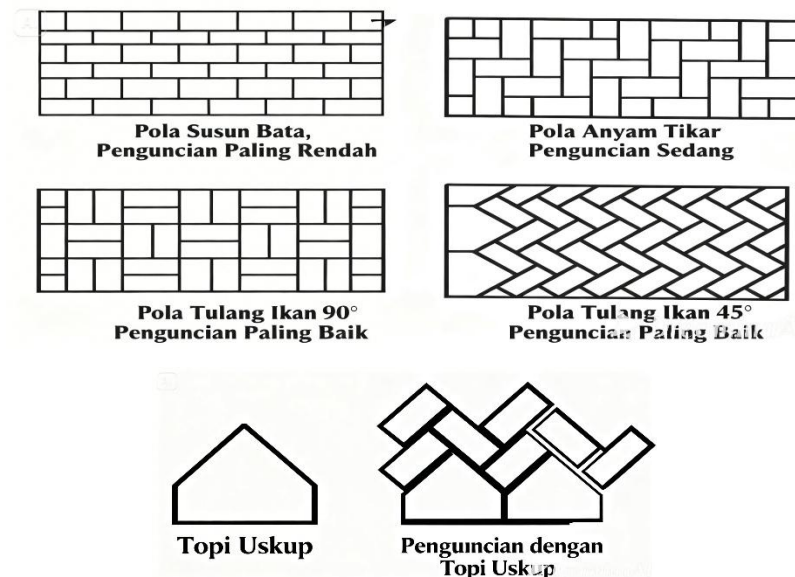 Pola Susun Bata,
Penguncian Paling Rendah
Pola Anyam Tikar
Penguncian Sedang
Pola Tulang Ikan 90°
Penguncian Paling Baik
Pola Tulang Ikan 45°
Penguncian Paling Baik
Topi Uskup
Penguncian dengan
Topi Uskup